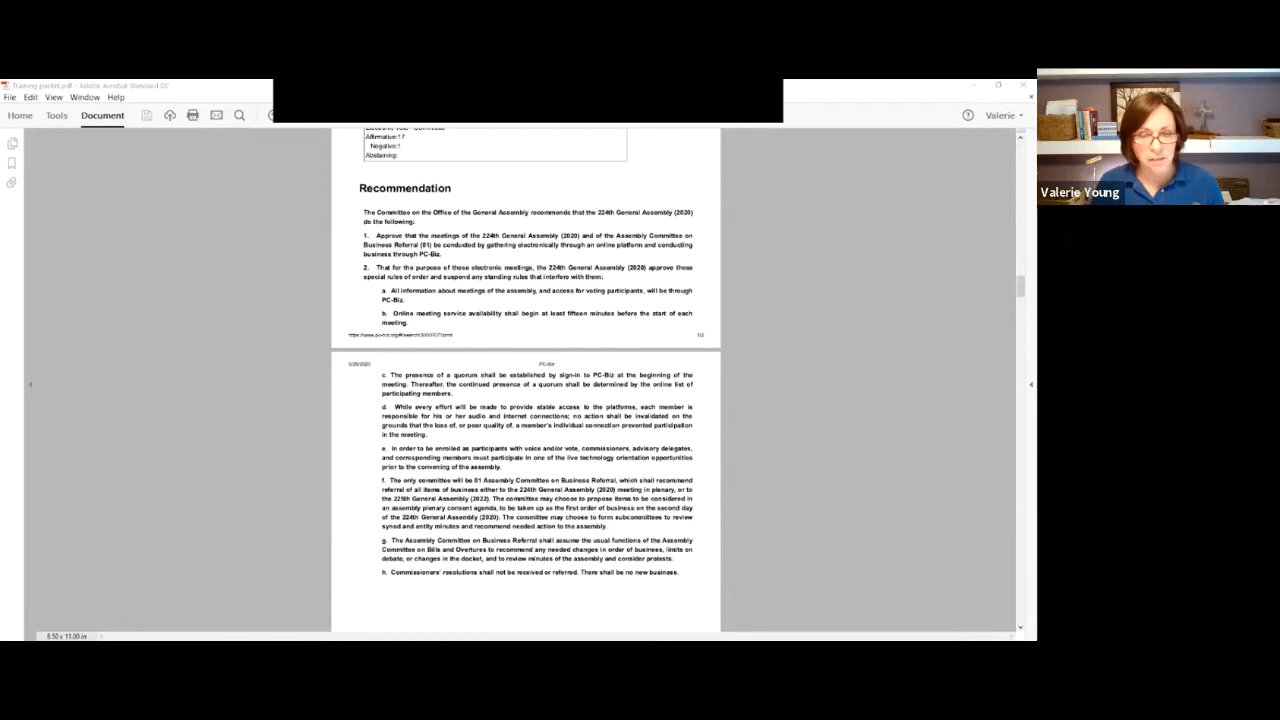 Training packet.pdf - Adobe Acrobat Standard DC
File Edit View Window Help
Home Tools Document
Valerie
Valerie Young
Affirmative:17
Negative:1
Abstaining:
Recommendation
The Committee on the Office of the General Assembly recommends that the 224th General Assembly (2020)
do the following:
1. Approve that the meetings of the 224th General Assembly (2020) and of the Assembly Committee on
Business Referral (01) be conducted by gathering electronically through an online platform and conducting
business through PC-Biz.
2. That for the purpose of those electronic meetings, the 224th General Assembly (2020) approve these
special rules of order and suspend any standing rules that interfere with them:
a. All information about meetings of the assembly, and access for voting participants, will be through
PC-Biz.
b. Online meeting service availability shall begin at least fifteen minutes before the start of each
meeting.
1/2
PC-Biz
c. The presence of a quorum shall be established by sign-in to PC-Biz at the beginning of the
meeting. Thereafter, the continued presence of a quorum shall be determined by the online list of
participating members.
d. While every effort will be made to provide stable access to the platforms, each member is
responsible for his or her audio and internet connections; no action shall be invalidated on the
grounds that the loss of, or poor quality of, a member's individual connection prevented participation
in the meeting.
e. In order to be enrolled as participants with voice and/or vote, commissioners, advisory delegates,
and corresponding members must participate in one of the live technology orientation opportunities
prior to the convening of the assembly.
f. The only committee will be 01 Assembly Committee on Business Referral, which shall recommend
referral of all items of business either to the 224th General Assembly (2020) meeting in plenary, or to
the 225th General Assembly (2022). The committee may choose to propose items to be considered in
an assembly plenary consent agenda, to be taken up as the first order of business on the second day
of the 224th General Assembly (2020). The committee may choose to form subcommittees to review
synod and entity minutes and recommend needed action to the assembly.
g. The Assembly Committee on Business Referral shall assume the usual functions of the Assembly
Committee on Bills and Overtures to recommend any needed changes in order of business, limits on
debate, or changes in the docket, and to review minutes of the assembly and consider protests.
h. Commissioners' resolutions shall not be received or referred. There shall be no new business.
8.50 x 11.00 in